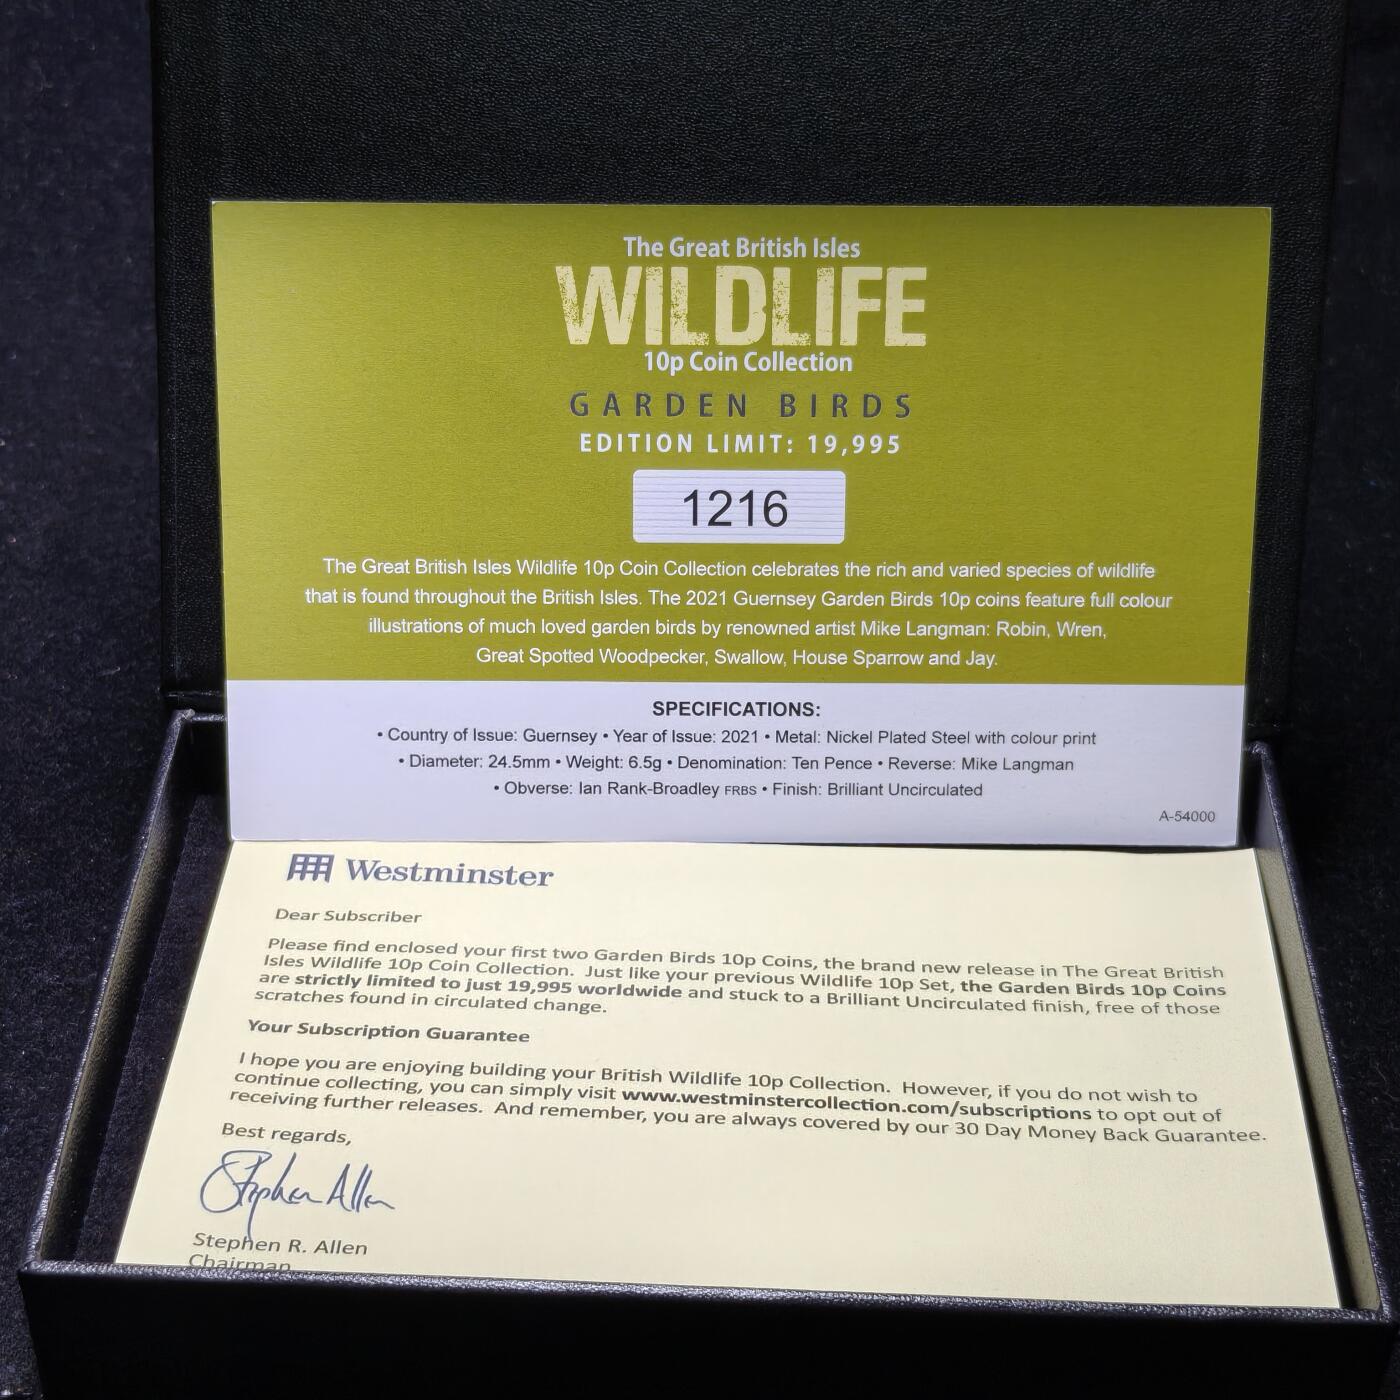 The Great British Isles
WILDLIFE
10p Coin Collection
GARDEN BIRDS
EDITION LIMIT: 19,995
1216
The Great British Isles Wildlife 10p Coin Collection celebrates the rich and varied species of wildlife
that is found throughout the British Isles. The 2021 Guernsey Garden Birds 10p coins feature full colour
illustrations of much loved garden birds by renowned artist Mike Langman: Robin, Wren,
Great Spotted Woodpecker, Swallow, House Sparrow and Jay.
SPECIFICATIONS:
• Country of Issue: Guernsey • Year of Issue: 2021 • Metal: Nickel Plated Steel with colour print
• Diameter: 24.5mm • Weight: 6.5g • Denomination: Ten Pence • Reverse: Mike Langman
• Obverse: Ian Rank-Broadley FRBS • Finish: Brilliant Uncirculated
A-54000
Westminster
Dear Subscriber
Please find enclosed your first two Garden Birds 10p Coins, the brand new release in The Great British
Isles Wildlife 10p Coin Collection. Just like your previous Wildlife 10p Set, the Garden Birds 10p Coins
are strictly limited to just 19,995 worldwide and stuck to a Brilliant Uncirculated finish, free of those
scratches found in circulated change.
Your Subscription Guarantee
I hope you are enjoying building your British Wildlife 10p Collection. However, if you do not wish to
continue collecting, you can simply visit www.westminstercollection.com/subscriptions to opt out of
receiving further releases. And remember, you are always covered by our 30 Day Money Back Guarantee.
Best regards,
Stephen Allen
Stephen R. Allen
Chairman